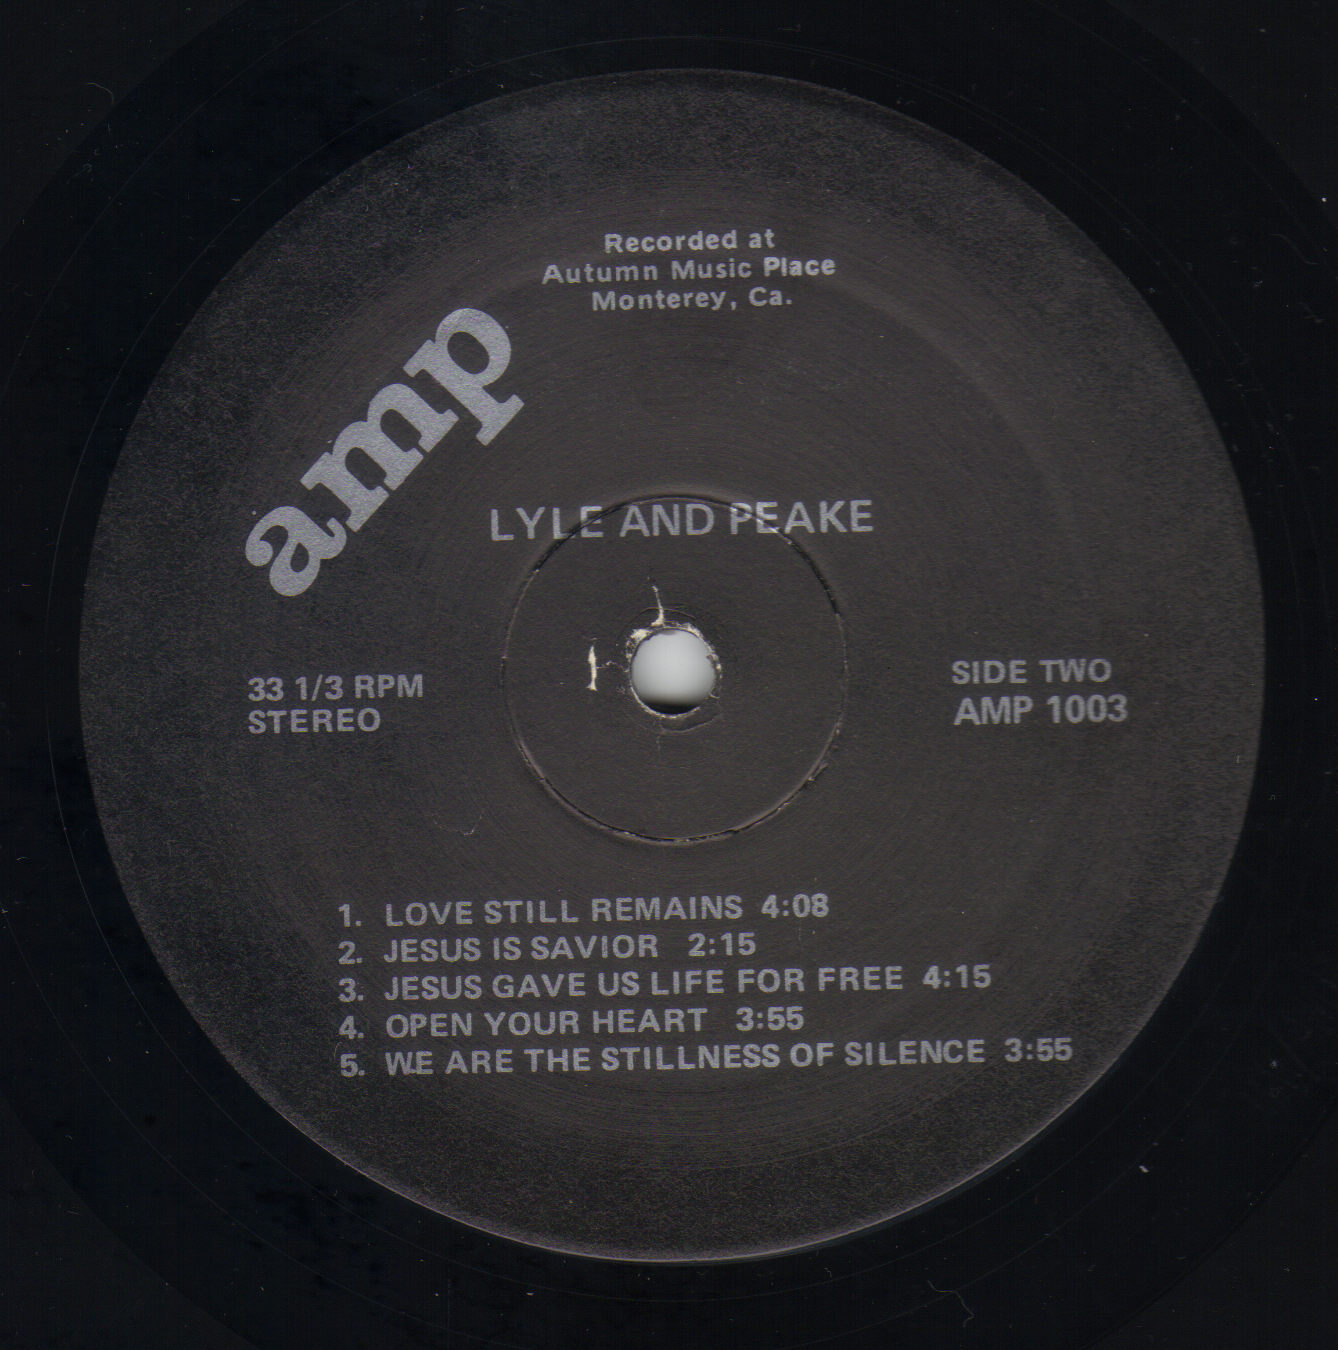 Recorded at
Autumn Music Place
Monterey, Ca.
amp
LYLE AND PEAKE
33 1/3 RPM
STEREO
SIDE TWO
AMP 1003
1. LOVE STILL REMAINS 4:08
2. JESUS IS SAVIOR 2:15
3. JESUS GAVE US LIFE FOR FREE 4:15
4. OPEN YOUR HEART 3:55
5. WE ARE THE STILLNESS OF SILENCE 3:55